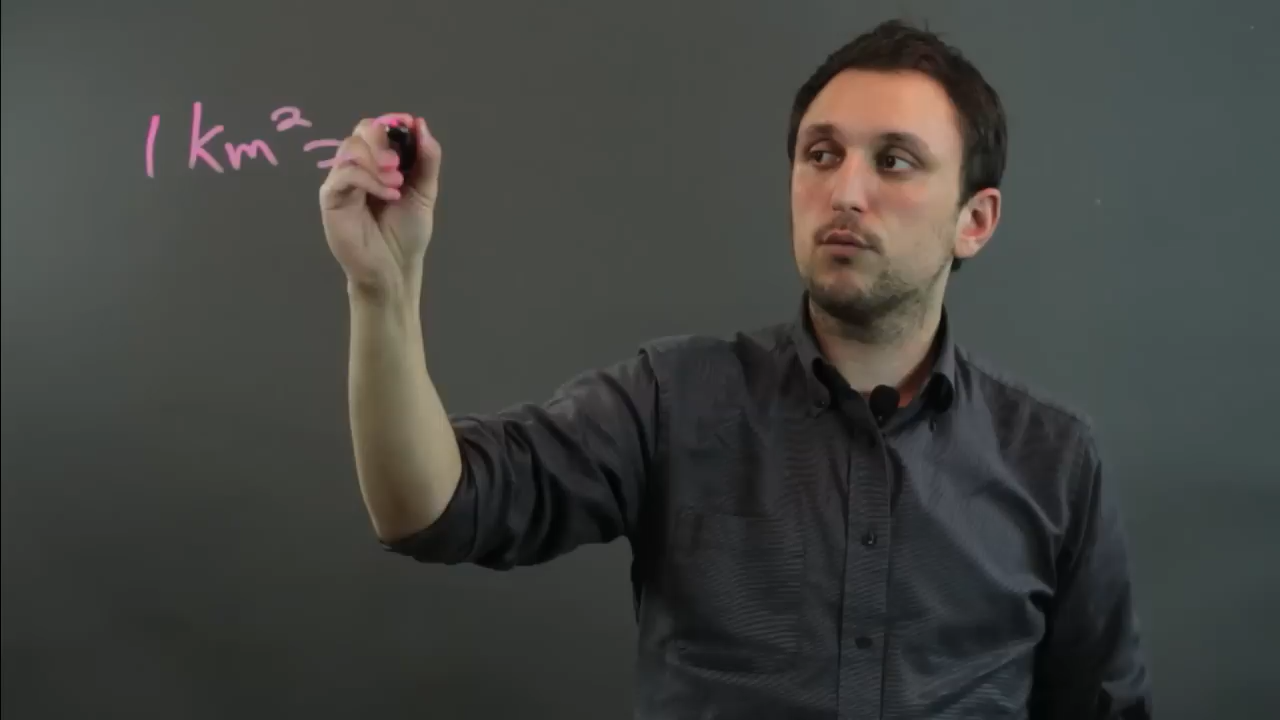 1 km² =